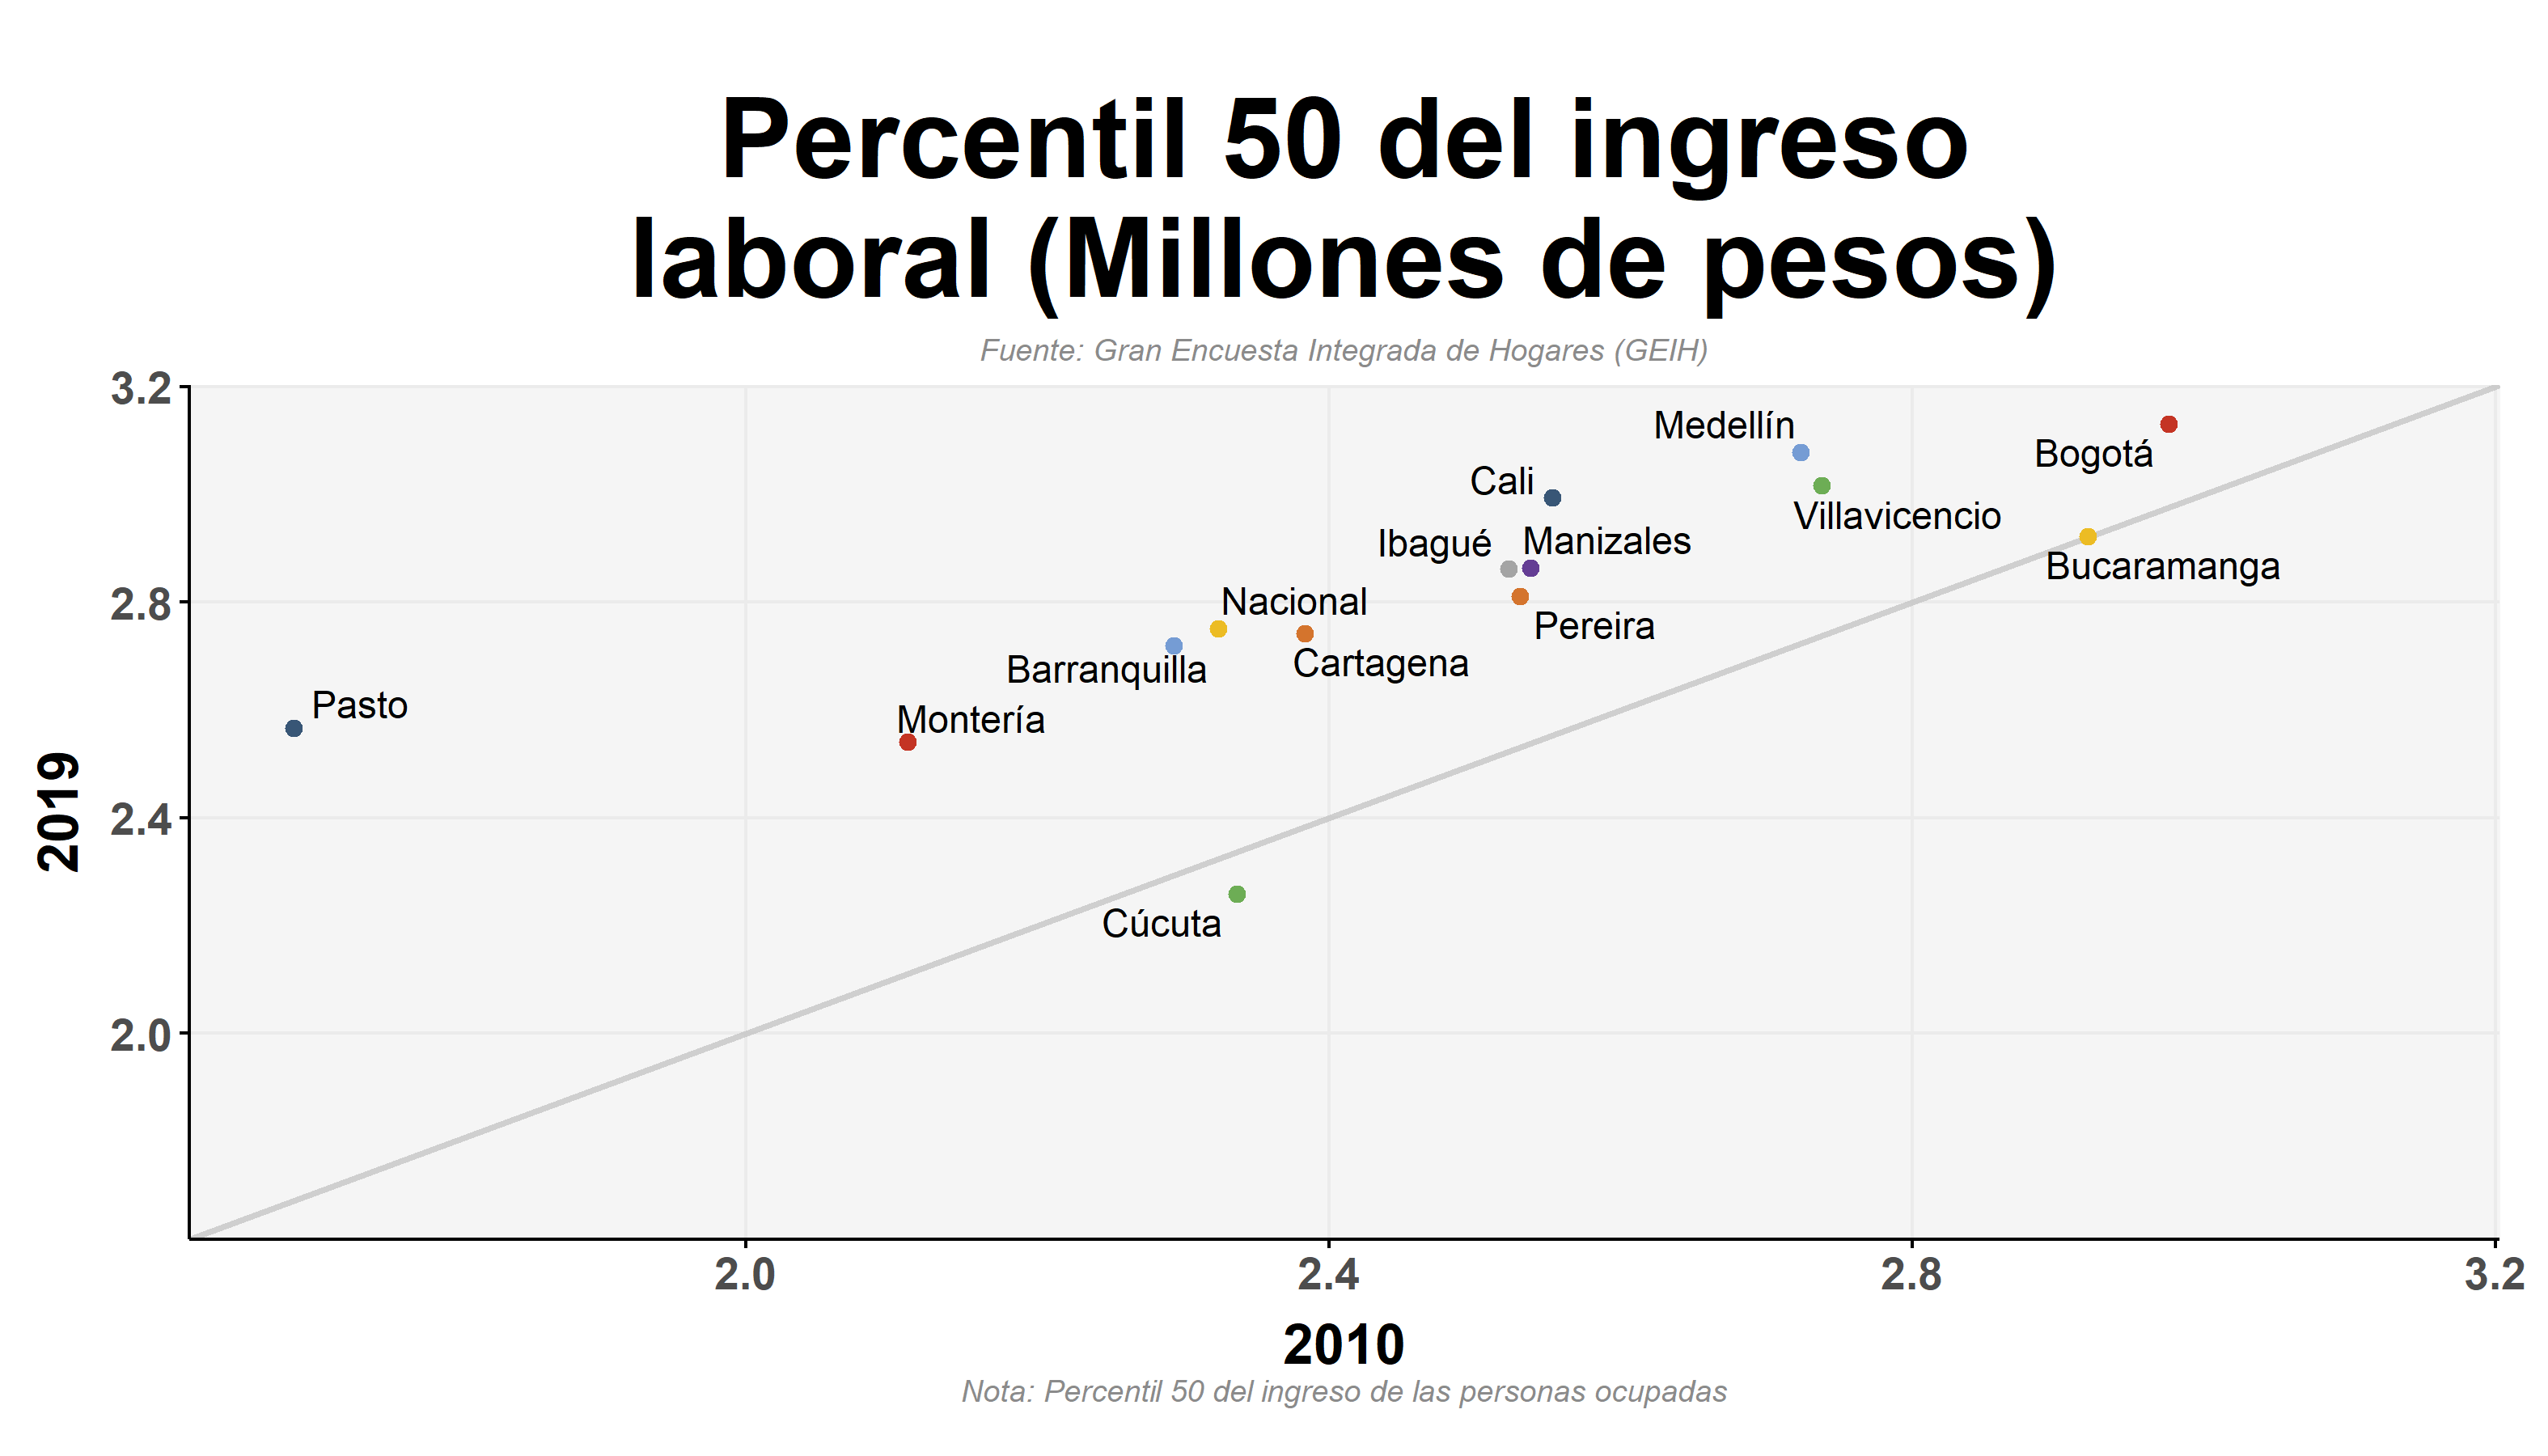 Percentil 50 del ingreso
laboral (Millones de pesos)
Fuente: Gran Encuesta Integrada de Hogares (GEIH)
3.2
Medellín
Bogotá
Cali
Villavicencio
Ibagué
Manizales
Bucaramanga
2.8
Nacional
Pereira
Barranquilla
Cartagena
Pasto
Montería
2019
2.4
Cúcuta
2.0
2.0
2.4
2.8
3.2
2010
Nota: Percentil 50 del ingreso de las personas ocupadas